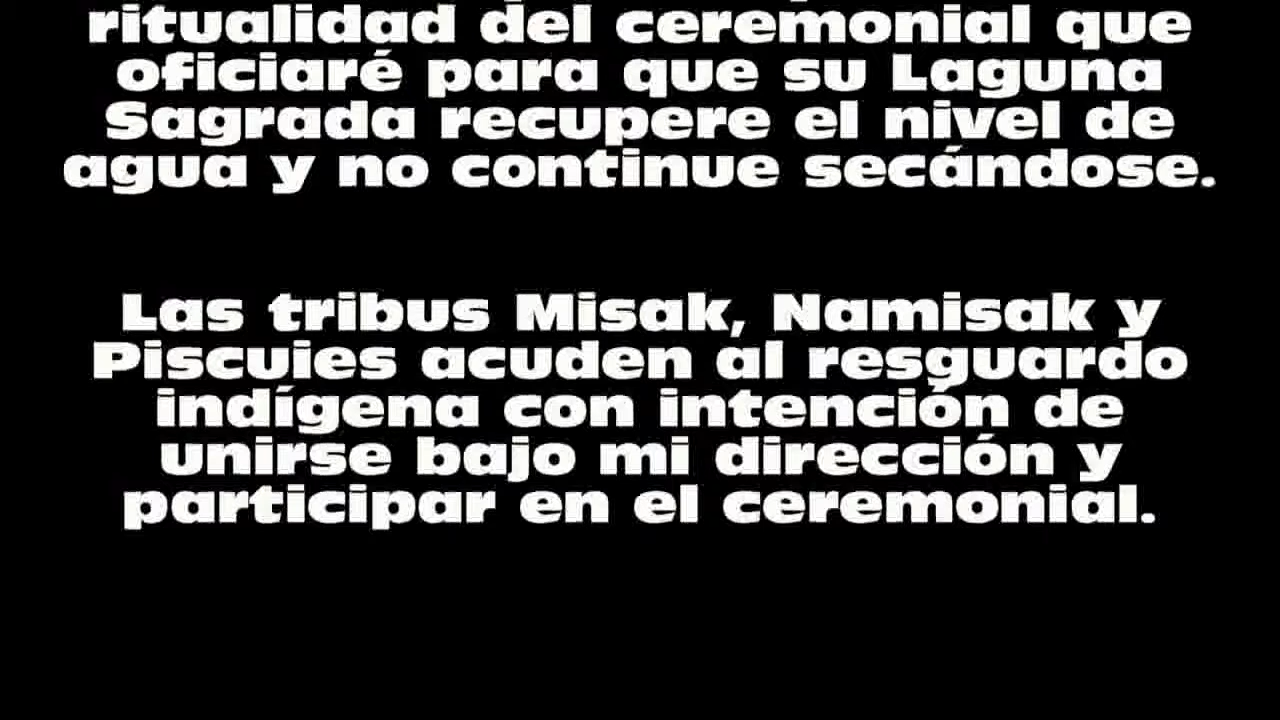 ritualidad del ceremonial que
oficiaré para que su Laguna
Sagrada recupere el nivel de
agua y no continue secándose.
Las tribus Misak, Namisak y
Piscuies acuden al resguardo
indígena con intención de
unirse bajo mi dirección y
participar en el ceremonial.